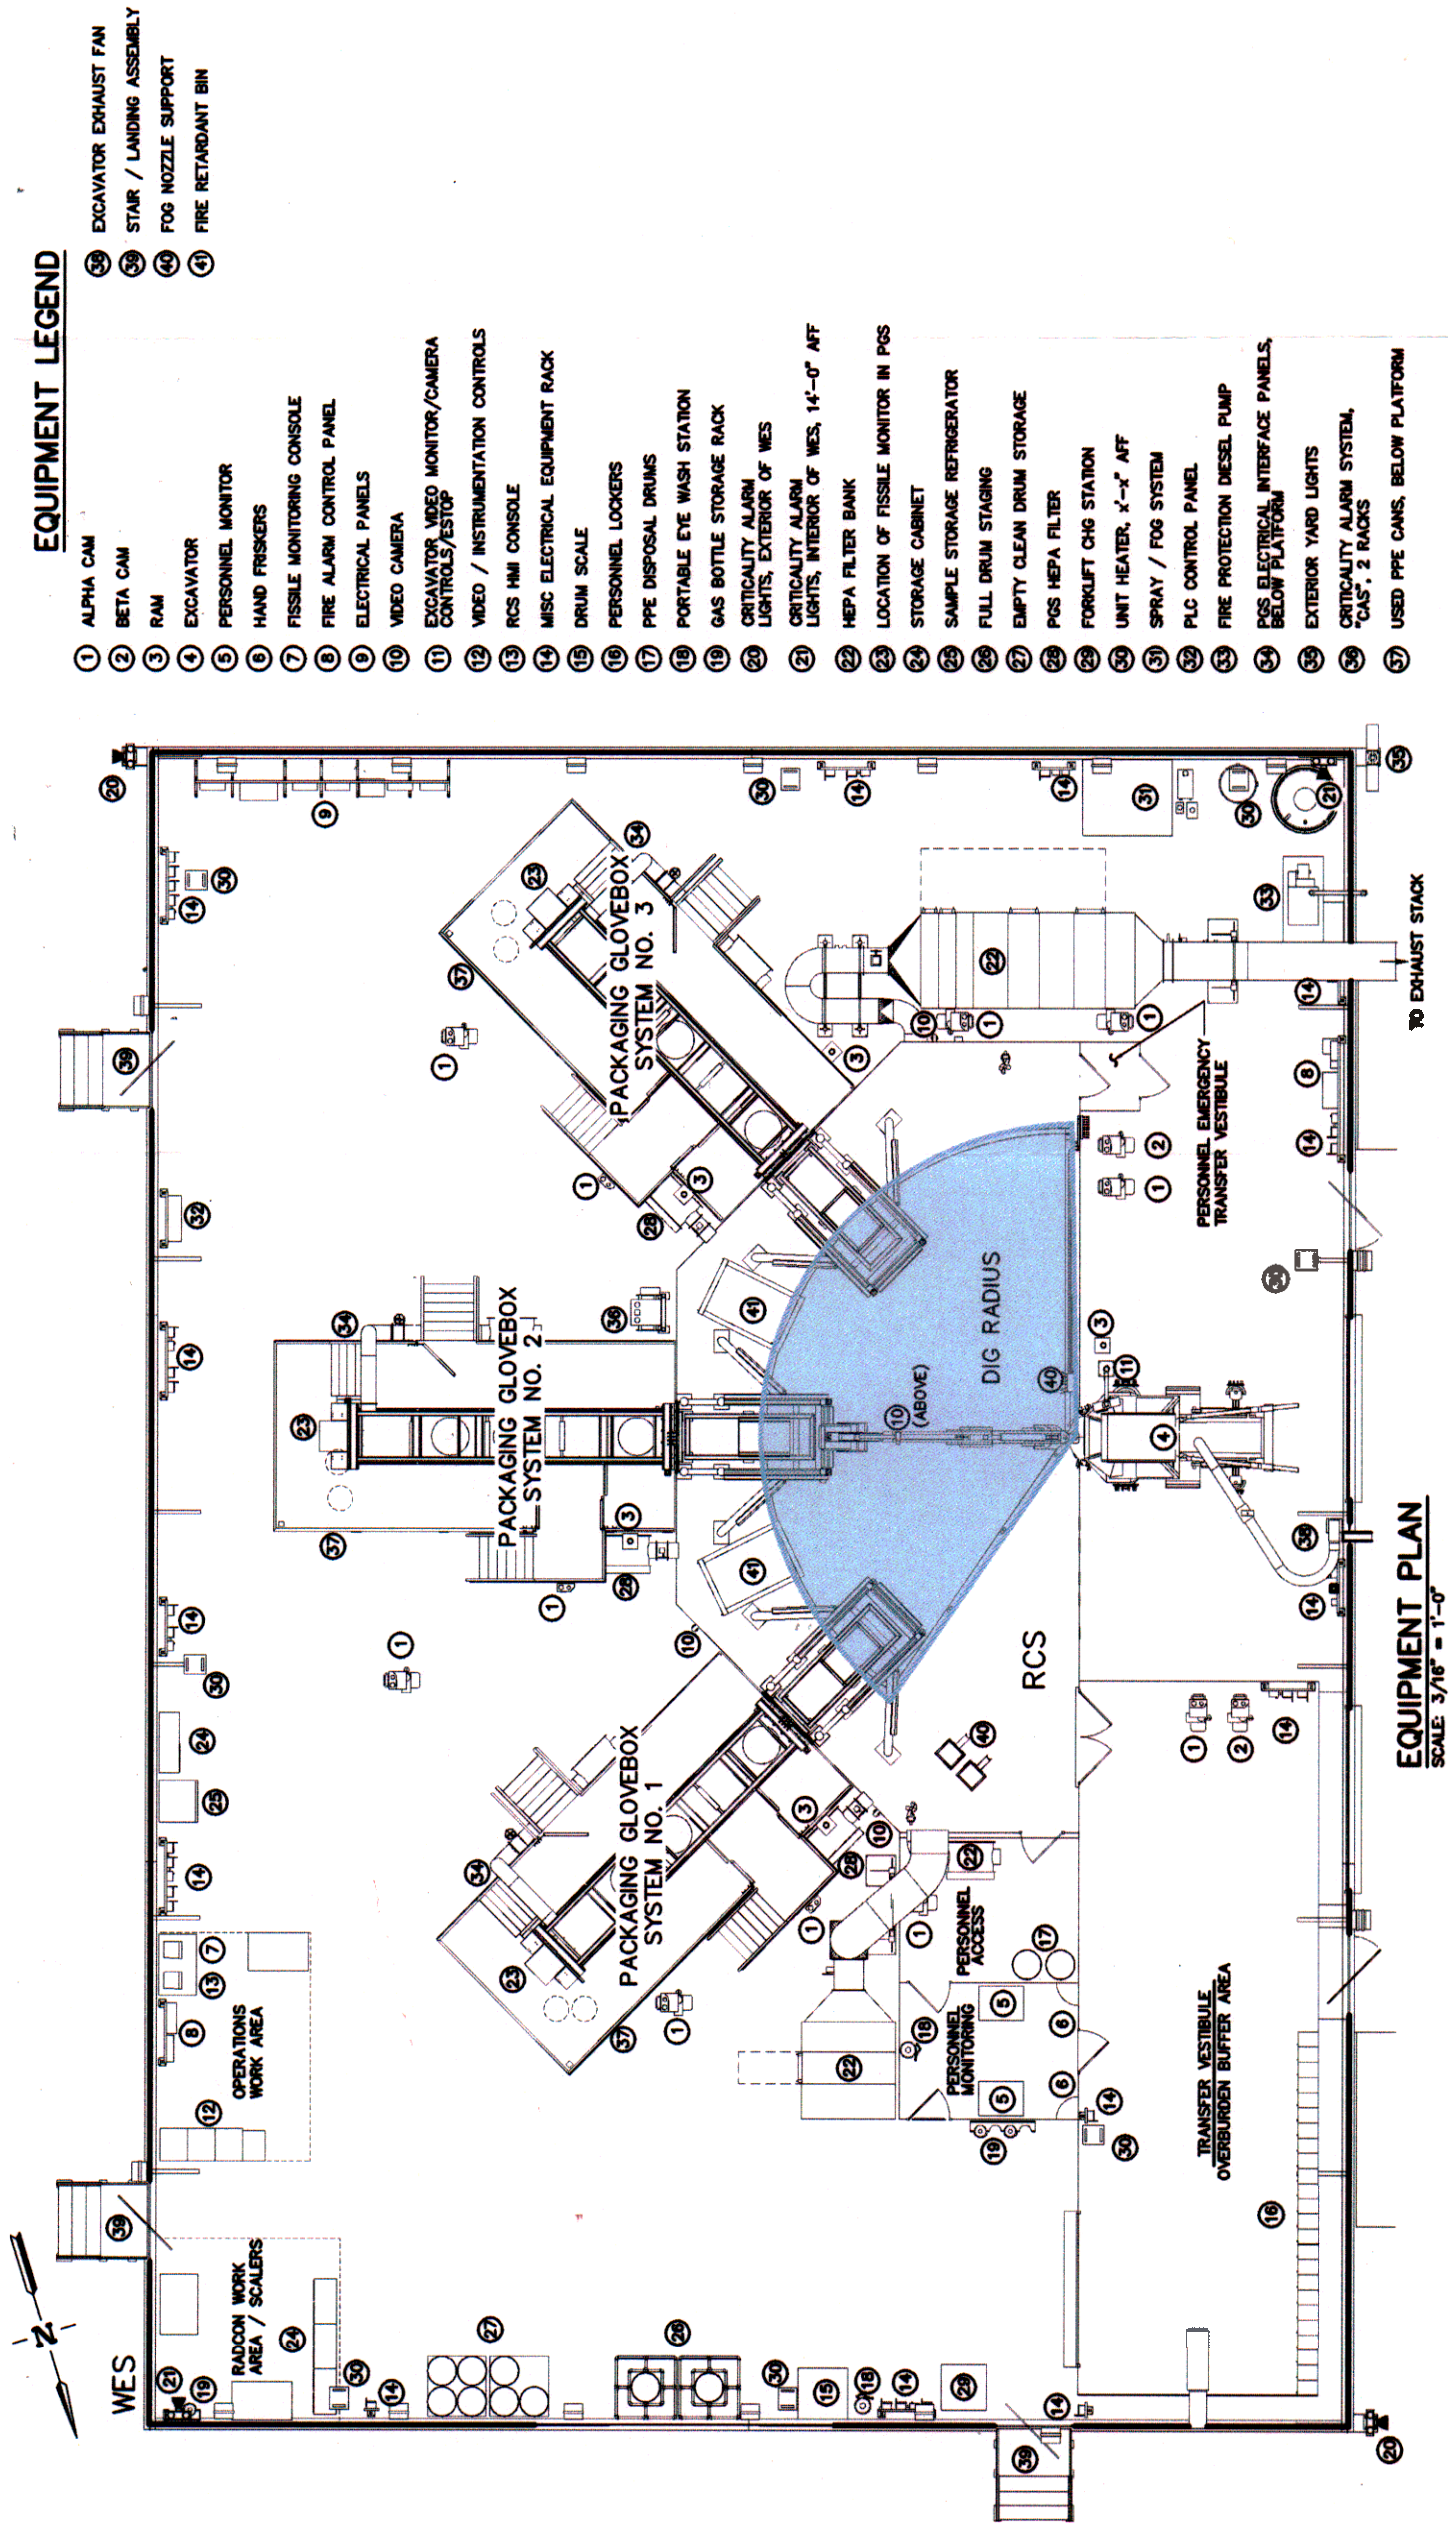 EQUIPMENT LEGEND
1 ALPHA CAM
2 BETA CAM
3 RAM
4 EXCAVATOR
5 PERSONNEL MONITOR
6 HAND FRISKERS
7 FISSILE MONITORING CONSOLE
8 FIRE ALARM CONTROL PANEL
9 ELECTRICAL PANELS
10 VIDEO CAMERA
11 EXCAVATOR VIDEO MONITOR/CAMERA
CONTROLS/ESTOP
12 VIDEO / INSTRUMENTATION CONTROLS
13 RCS HMI CONSOLE
14 MISC ELECTRICAL EQUIPMENT RACK
15 DRUM SCALE
16 PERSONNEL LOCKERS
17 PPE DISPOSAL DRUMS
18 PORTABLE EYE WASH STATION
19 GAS BOTTLE STORAGE RACK
20 CRITICALITY ALARM
LIGHTS, EXTERIOR OF WES
21 CRITICALITY ALARM
LIGHTS, INTERIOR OF WES, 14'-0" AFF
22 HEPA FILTER BANK
23 LOCATION OF FISSILE MONITOR IN PGS
24 STORAGE CABINET
25 SAMPLE STORAGE REFRIGERATOR
26 FULL DRUM STAGING
27 EMPTY CLEAN DRUM STORAGE
28 PGS HEPA FILTER
29 FORKLIFT CHG STATION
30 UNIT HEATER, x'-x" AFF
31 SPRAY / FOG SYSTEM
32 PLC CONTROL PANEL
33 FIRE PROTECTION DIESEL PUMP
34 PGS ELECTRICAL INTERFACE PANELS,
BELOW PLATFORM
35 EXTERIOR YARD LIGHTS
36 CRITICALITY ALARM SYSTEM,
"CAS", 2 RACKS
37 USED PPE CANS, BELOW PLATFORM
38 EXCAVATOR EXHAUST FAN
39 STAIR / LANDING ASSEMBLY
40 FOG NOZZLE SUPPORT
41 FIRE RETARDANT BIN
N
WES
RADCON WORK
AREA / SCALERS
OPERATIONS
WORK AREA
PACKAGING GLOVEBOX
SYSTEM NO. 1
PACKAGING GLOVEBOX
SYSTEM NO. 2
PACKAGING GLOVEBOX
SYSTEM NO. 3
DIG RADIUS
10
(ABOVE)
RCS
PERSONNEL
MONITORING
PERSONNEL
ACCESS
TRANSFER VESTIBULE
OVERBURDEN BUFFER AREA
PERSONNEL EMERGENCY
TRANSFER VESTIBULE
TO EXHAUST STACK
EQUIPMENT PLAN
SCALE: 3/16" = 1'-0"